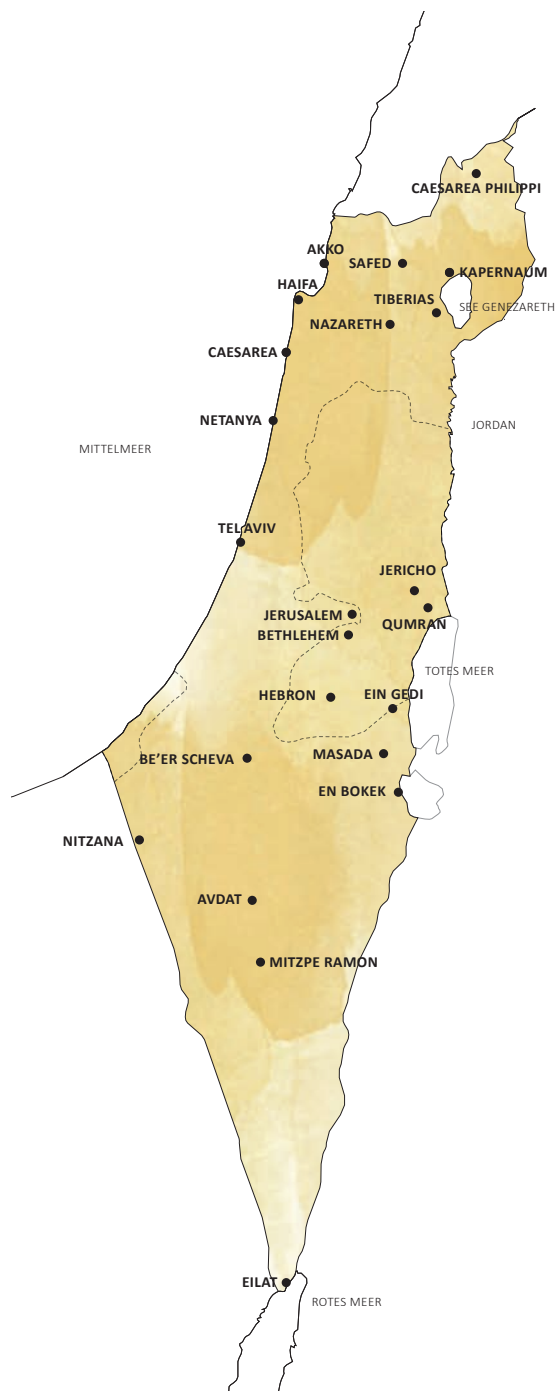 CAESAREA PHILIPPI
AKKO
SAFED
KAPERNAUM
HAIFA
TIBERIAS
SEE GENEZARETH
NAZARETH
CAESAREA
NETANYA
JORDAN
MITTELMEER
TEL AVIV
JERICHO
JERUSALEM
QUMRAN
BETHLEHEM
TOTES MEER
HEBRON
EIN GEDI
MASADA
BE’ER SCHEVA
EN BOKEK
NITZANA
AVDAT
MITZPE RAMON
EILAT
ROTES MEER